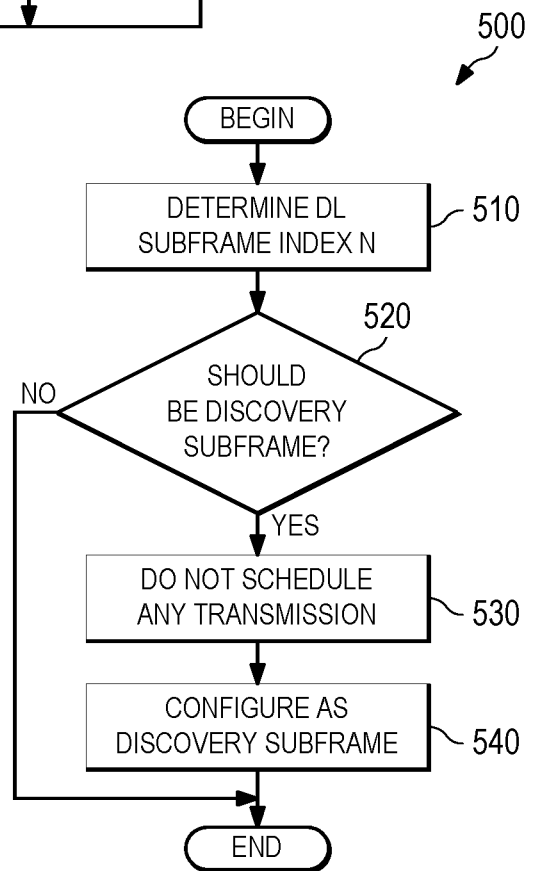 500
BEGIN
DETERMINE DL
SUBFRAME INDEX N
510
520
SHOULD
BE DISCOVERY
SUBFRAME?
NO
YES
DO NOT SCHEDULE
ANY TRANSMISSION
530
CONFIGURE AS
DISCOVERY SUBFRAME
540
END